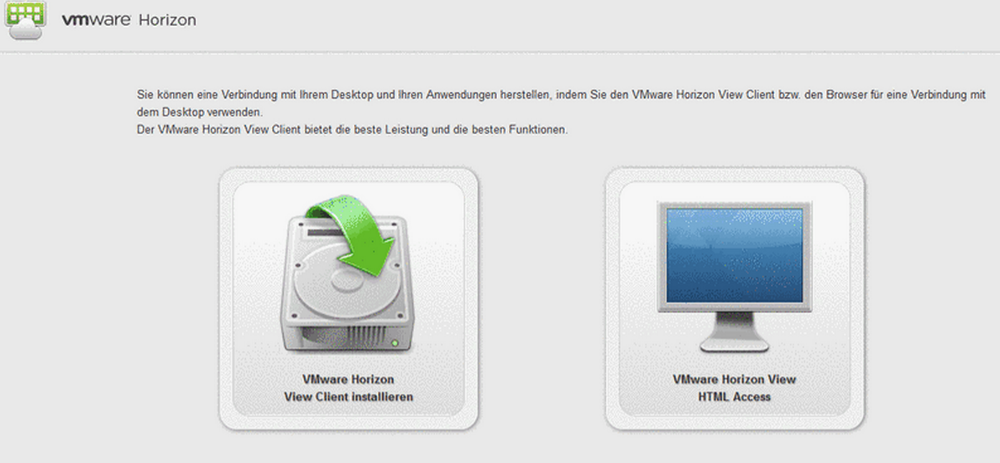 vmware Horizon
Sie können eine Verbindung mit Ihrem Desktop und Ihren Anwendungen herstellen, indem Sie den VMware Horizon View Client bzw. den Browser für eine Verbindung mit
dem Desktop verwenden.
Der VMware Horizon View Client bietet die beste Leistung und die besten Funktionen.
VMware Horizon
View Client installieren
VMware Horizon View
HTML Access